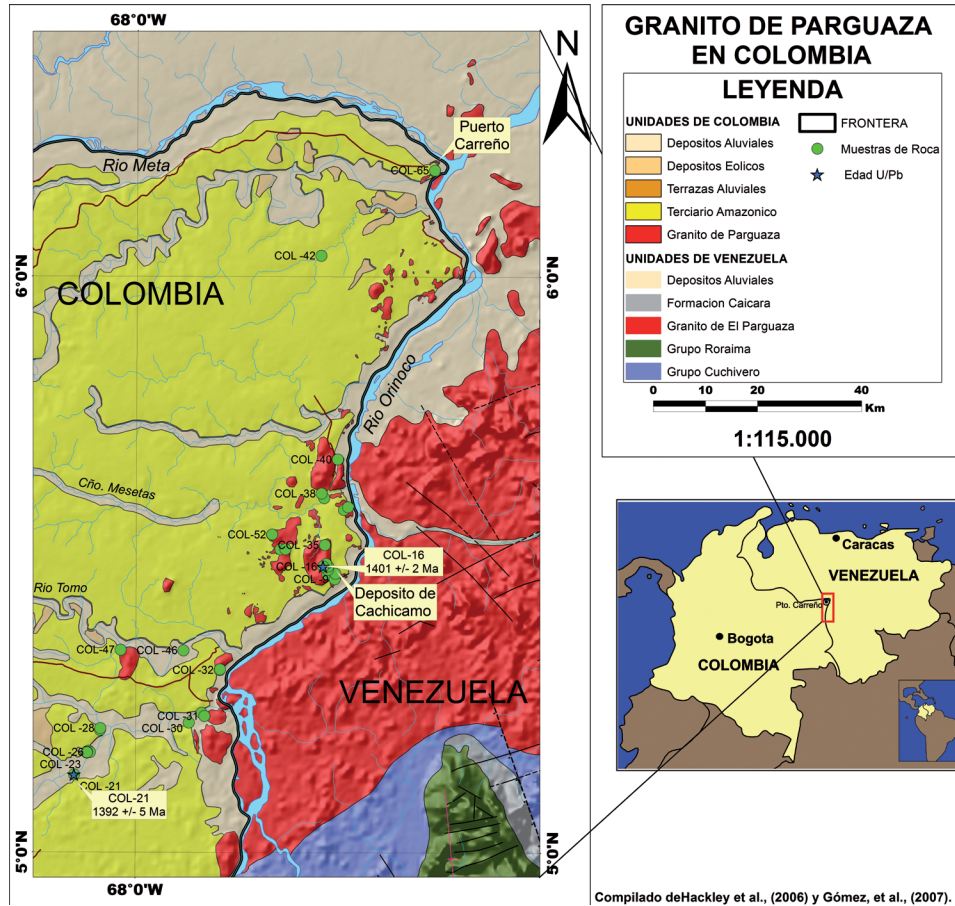 68° 0'W
N
Puerto
Carreño
Rio Meta
COL-65
COL -42
6°0'N
6°0'N
COLOMBIA
Rio Orinoco
COL -40
Cño. Mesetas
COL -38
COL-52
COL -35
COL -16
COL -9
COL-16
1401 +/- 2 Ma
Deposito de
Cachicamo
Rio Tomo
COL-47
COL -46
COL -32
VENEZUELA
COL -31
COL -30
COL-28
COL -26
COL -23
COL -21
COL-21
1392 +/- 5 Ma
5°0'N
5°0'N
68° 0'W
GRANITO DE PARGUAZA
EN COLOMBIA
LEYENDA
UNIDADES DE COLOMBIA
Depositos Aluviales
Depositos Eolicos
Terrazas Aluviales
Terciario Amazonico
Granito de Parguaza
FRONTERA
Muestras de Roca
Edad U/Pb
UNIDADES DE VENEZUELA
Depositos Aluviales
Formacion Caicara
Granito de El Parguaza
Grupo Roraima
Grupo Cuchivero
0 10 20 40
Km
1:115.000
Caracas
VENEZUELA
Pto. Carreño
Bogota
COLOMBIA
Compilado deHackley et al., (2006) y Gómez, et al., (2007).